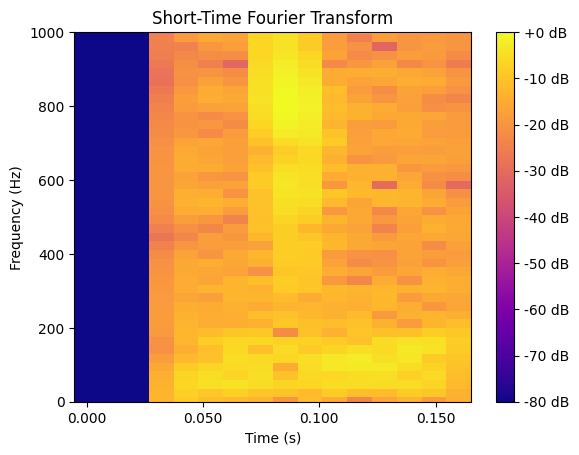 Short-Time Fourier Transform
1000
800
600
400
200
0
Frequency (Hz)
0.000
0.050
0.100
0.150
Time (s)
+0 dB
-10 dB
-20 dB
-30 dB
-40 dB
-50 dB
-60 dB
-70 dB
-80 dB